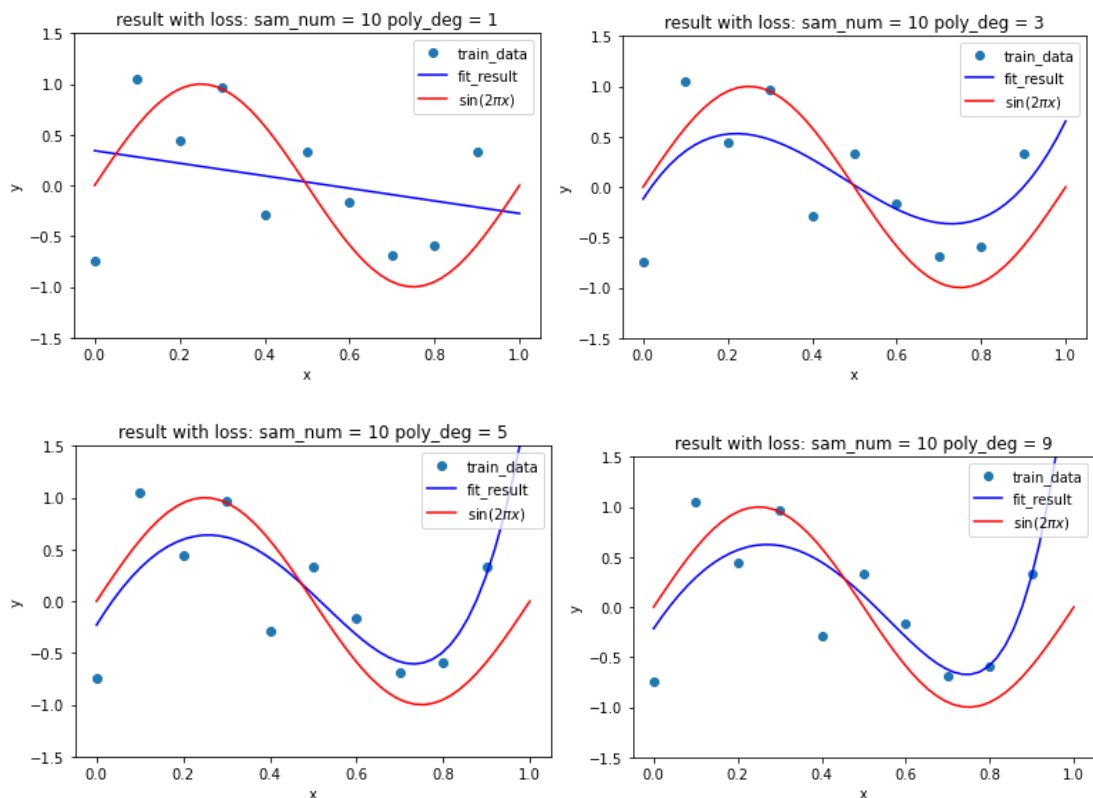 result with loss: sam_num = 10 poly_deg = 1
1.5
1.0
0.5
0.0
−0.5
−1.0
−1.5
y
train_data
fit_result
sin(2πx)
0.0 0.2 0.4 0.6 0.8 1.0
x
result with loss: sam_num = 10 poly_deg = 3
1.5
1.0
0.5
0.0
−0.5
−1.0
−1.5
y
train_data
fit_result
sin(2πx)
0.0 0.2 0.4 0.6 0.8 1.0
x
result with loss: sam_num = 10 poly_deg = 5
1.5
1.0
0.5
0.0
−0.5
−1.0
−1.5
y
train_data
fit_result
sin(2πx)
0.0 0.2 0.4 0.6 0.8 1.0
x
result with loss: sam_num = 10 poly_deg = 9
1.5
1.0
0.5
0.0
−0.5
−1.0
−1.5
y
train_data
fit_result
sin(2πx)
0.0 0.2 0.4 0.6 0.8 1.0
x